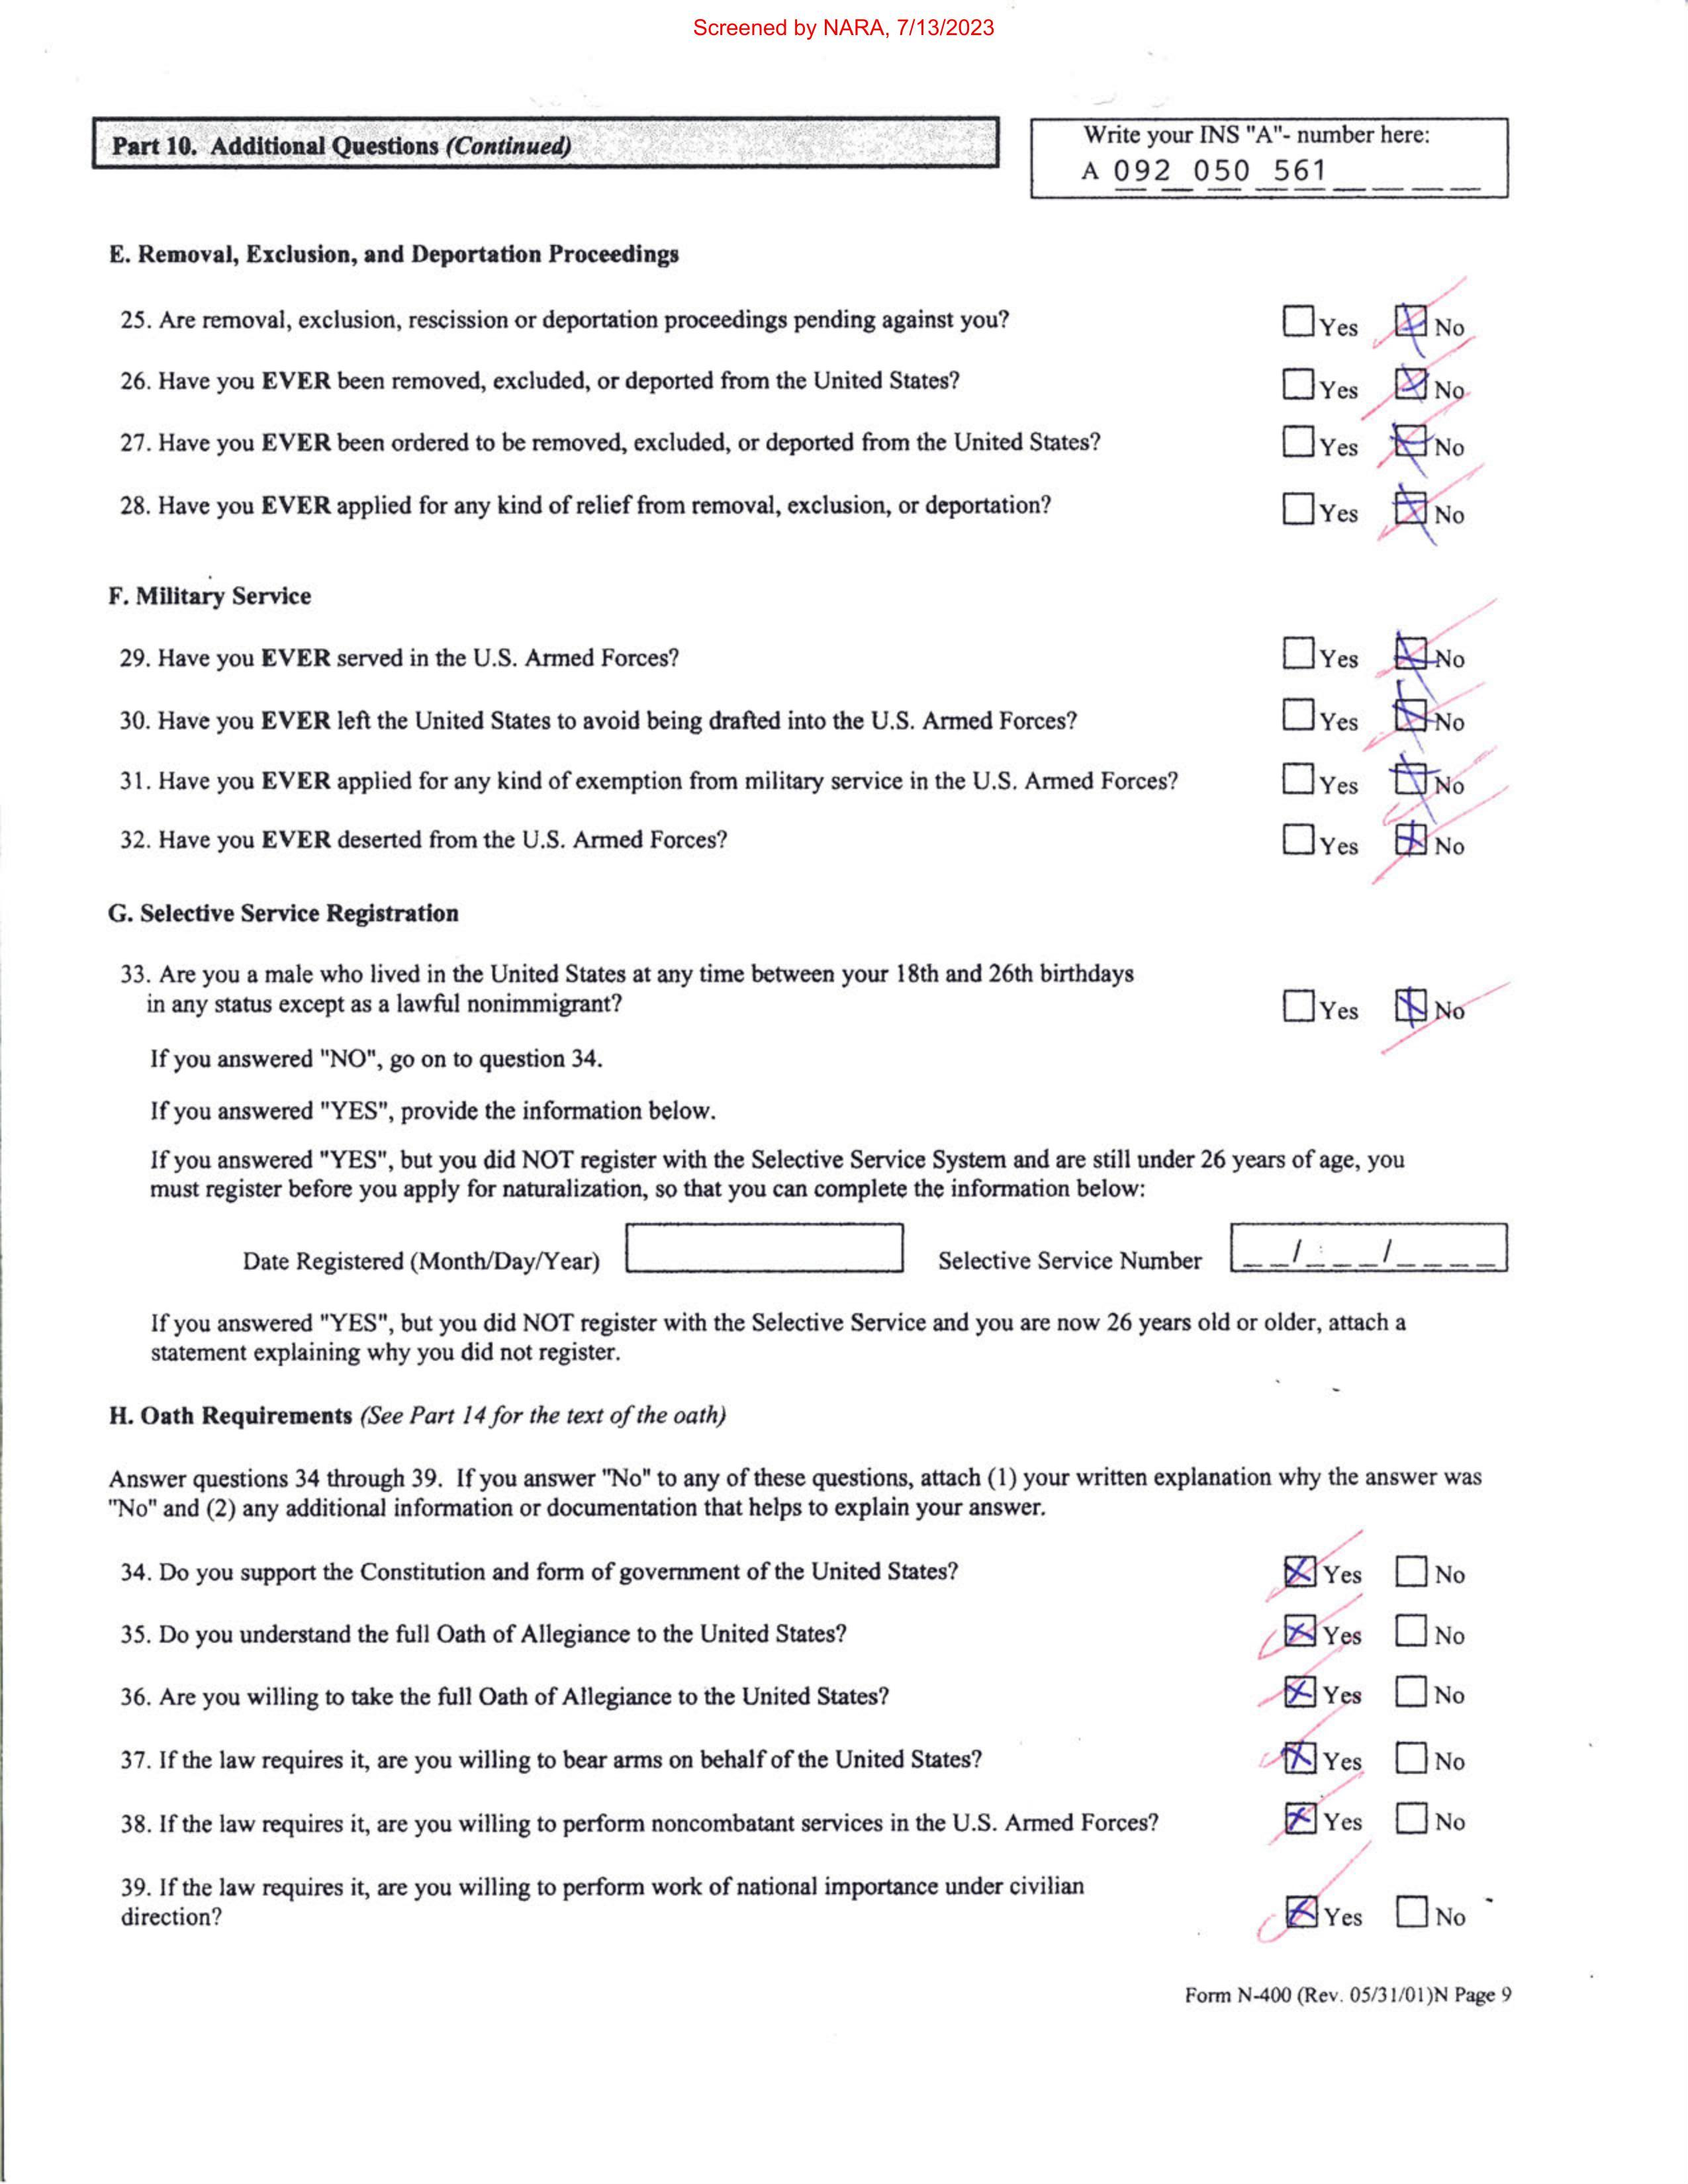 Screened by NARA, 7/13/2023
Part 10. Additional Questions (Continued)
Write your INS "A"- number here:
A 092 050 561
E. Removal, Exclusion, and Deportation Proceedings
25. Are removal, exclusion, rescission or deportation proceedings pending against you? Yes No
26. Have you EVER been removed, excluded, or deported from the United States? Yes No
27. Have you EVER been ordered to be removed, excluded, or deported from the United States? Yes No
28. Have you EVER applied for any kind of relief from removal, exclusion, or deportation? Yes No
F. Military Service
29. Have you EVER served in the U.S. Armed Forces? Yes No
30. Have you EVER left the United States to avoid being drafted into the U.S. Armed Forces? Yes No
31. Have you EVER applied for any kind of exemption from military service in the U.S. Armed Forces? Yes No
32. Have you EVER deserted from the U.S. Armed Forces? Yes No
G. Selective Service Registration
33. Are you a male who lived in the United States at any time between your 18th and 26th birthdays
in any status except as a lawful nonimmigrant? Yes No
If you answered "NO", go on to question 34.
If you answered "YES", provide the information below.
If you answered "YES", but you did NOT register with the Selective Service System and are still under 26 years of age, you
must register before you apply for naturalization, so that you can complete the information below:
Date Registered (Month/Day/Year) Selective Service Number / /
If you answered "YES", but you did NOT register with the Selective Service and you are now 26 years old or older, attach a
statement explaining why you did not register.
H. Oath Requirements (See Part 14 for the text of the oath)
Answer questions 34 through 39. If you answer "No" to any of these questions, attach (1) your written explanation why the answer was
"No" and (2) any additional information or documentation that helps to explain your answer.
34. Do you support the Constitution and form of government of the United States? Yes No
35. Do you understand the full Oath of Allegiance to the United States? Yes No
36. Are you willing to take the full Oath of Allegiance to the United States? Yes No
37. If the law requires it, are you willing to bear arms on behalf of the United States? Yes No
38. If the law requires it, are you willing to perform noncombatant services in the U.S. Armed Forces? Yes No
39. If the law requires it, are you willing to perform work of national importance under civilian
direction? Yes No
Form N-400 (Rev. 05/31/01)N Page 9